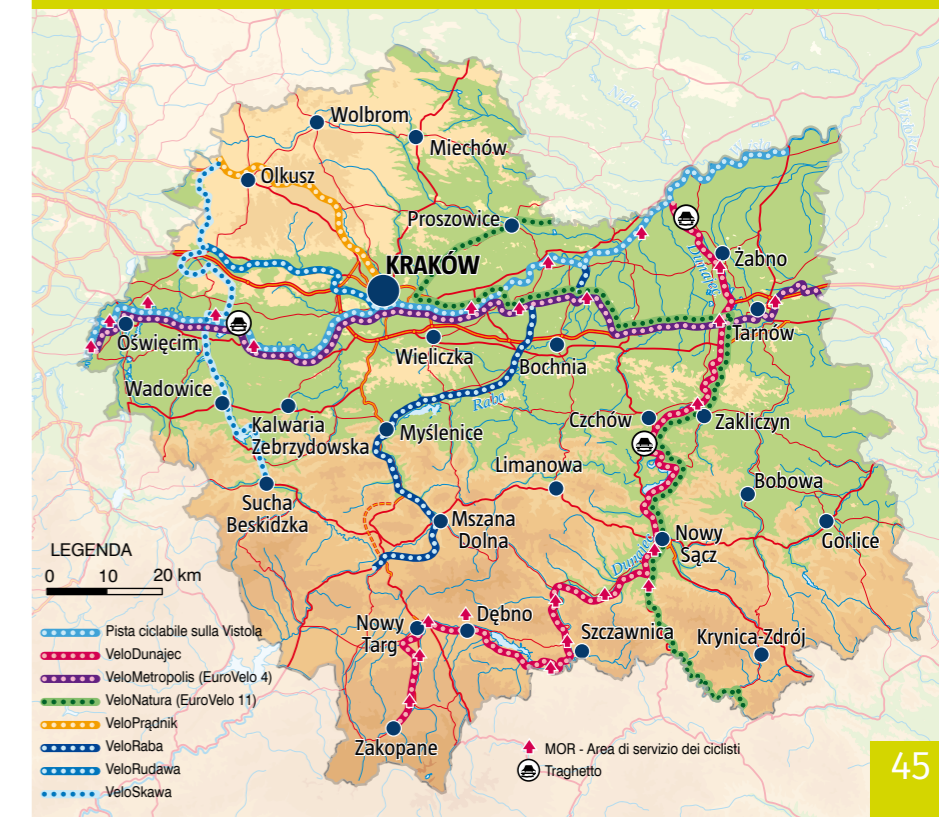 Nida
Wisła
Wolbrom
Miechów
Olkusz
Proszowice
KRAKÓW
Dunajec
Żabno
Oświęcim
Wieliczka
Bochnia
Tarnów
Wadowice
Raba
Kalwaria
Zebrzydowska
Myślenice
Czchów
Zakliczyn
Limanowa
Bobowa
Sucha
Beskidzka
Mszana
Dolna
Nowy
Sącz
Gorlice
Dunajec
LEGENDA
0 10 20 km
Nowy
Targ
Dębno
Szczawnica
Krynica-Zdrój
Zakopane
Pista ciclabile sulla Vistola
VeloDunajec
VeloMetropolis (EuroVelo 4)
VeloNatura (EuroVelo 11)
VeloPrądnik
VeloRaba
VeloRudawa
VeloSkawa
MOR - Area di servizio dei ciclisti
Traghetto
45